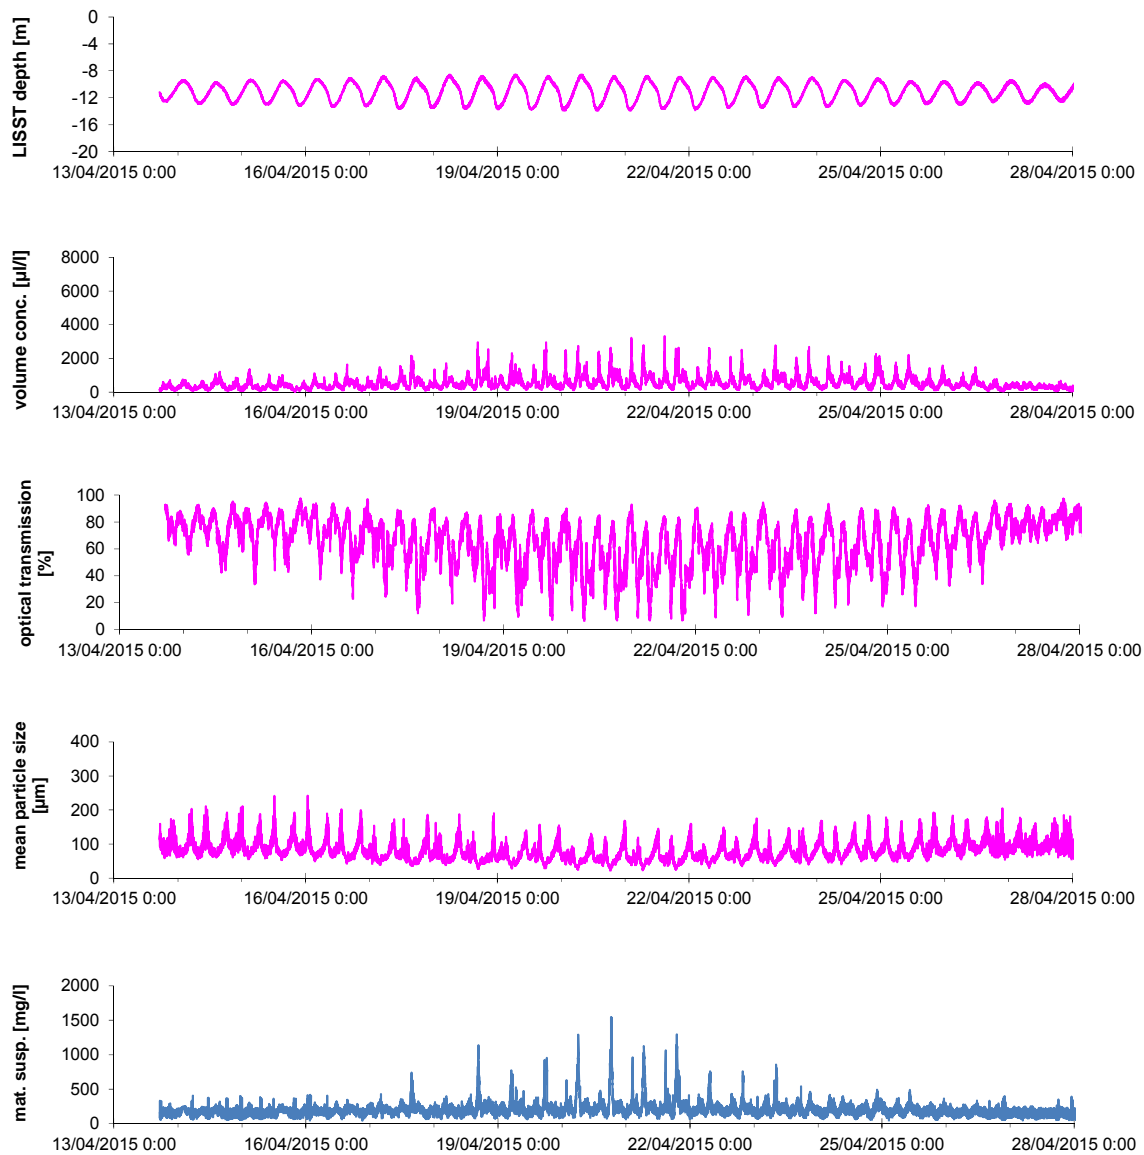 LISST depth [m]
0
-4
-8
-12
-16
-20
13/04/2015 0:00 16/04/2015 0:00 19/04/2015 0:00 22/04/2015 0:00 25/04/2015 0:00 28/04/2015 0:00
volume conc. [µl/l]
8000
6000
4000
2000
0
13/04/2015 0:00 16/04/2015 0:00 19/04/2015 0:00 22/04/2015 0:00 25/04/2015 0:00 28/04/2015 0:00
optical transmission
[%]
100
80
60
40
20
0
13/04/2015 0:00 16/04/2015 0:00 19/04/2015 0:00 22/04/2015 0:00 25/04/2015 0:00 28/04/2015 0:00
mean particle size
[µm]
400
300
200
100
0
13/04/2015 0:00 16/04/2015 0:00 19/04/2015 0:00 22/04/2015 0:00 25/04/2015 0:00 28/04/2015 0:00
mat. susp. [mg/l]
2000
1500
1000
500
0
13/04/2015 0:00 16/04/2015 0:00 19/04/2015 0:00 22/04/2015 0:00 25/04/2015 0:00 28/04/2015 0:00